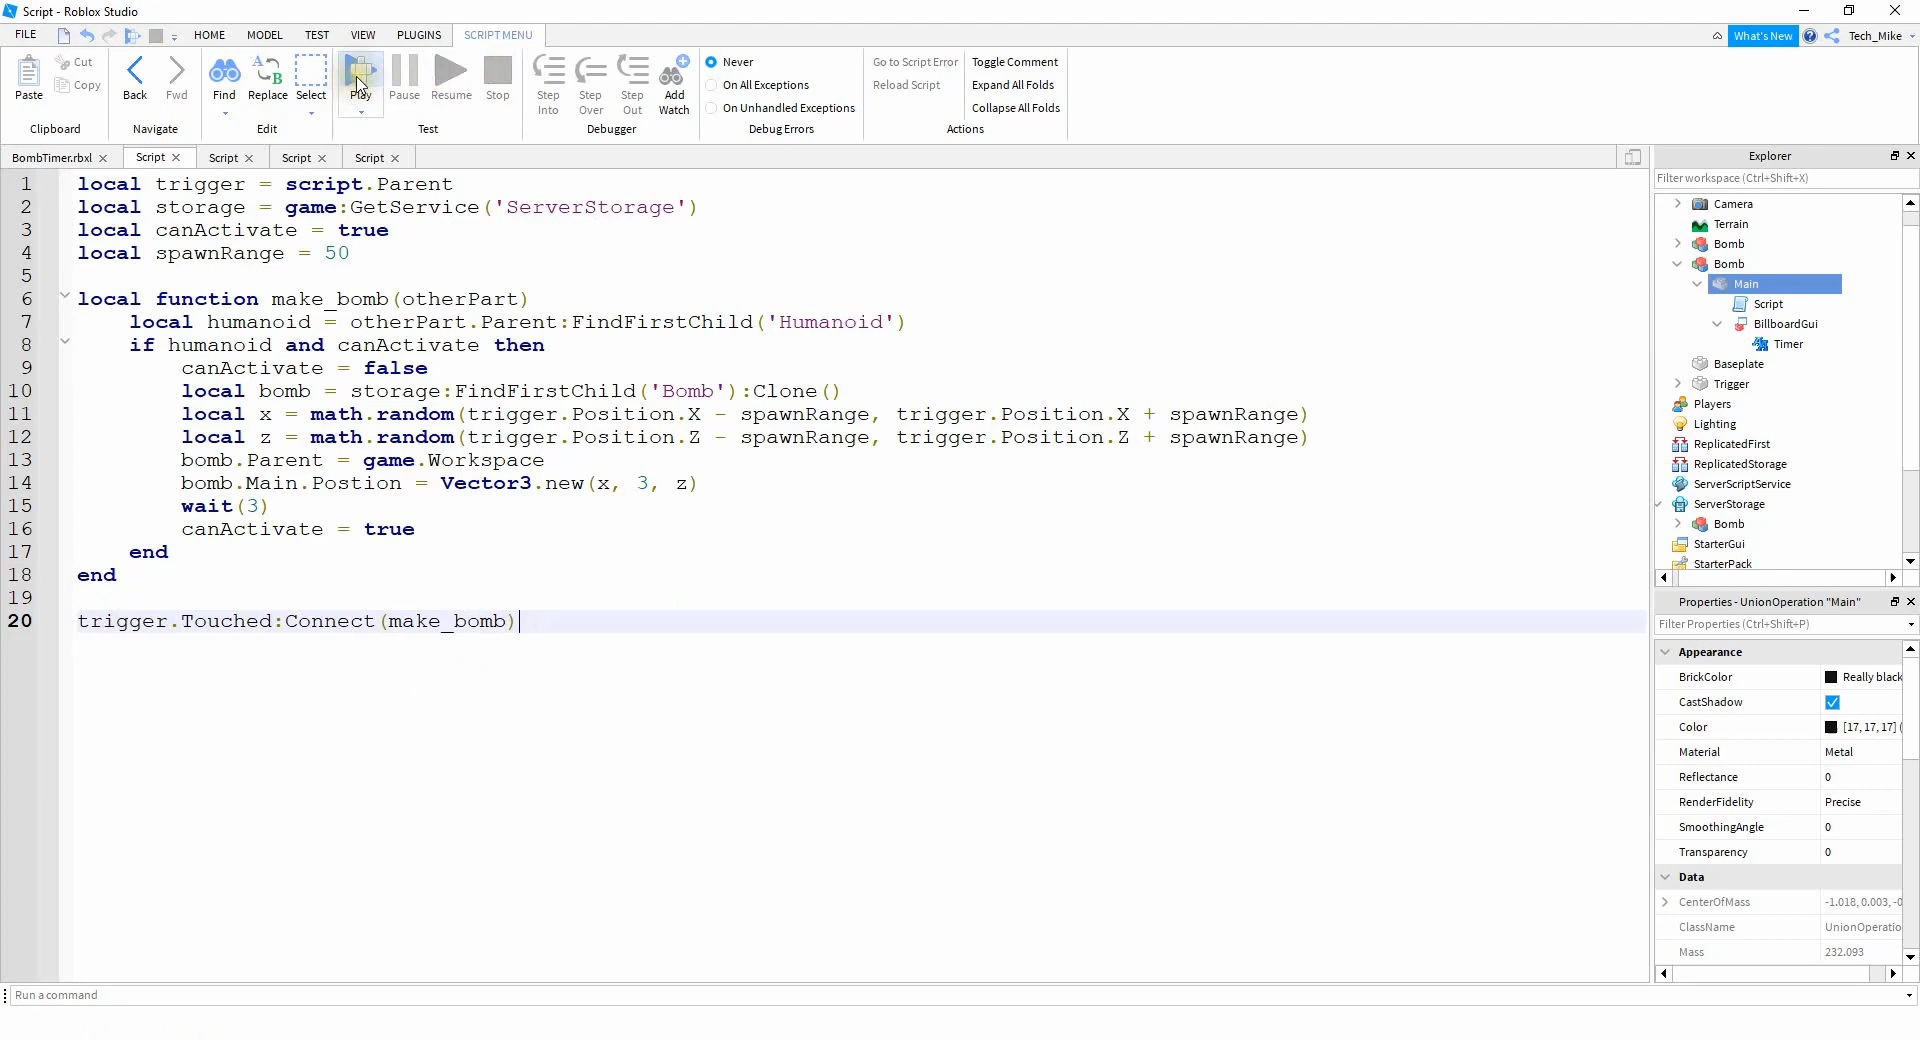 Script - Roblox Studio
FILE HOME MODEL TEST VIEW PLUGINS SCRIPT MENU What's New Tech_Mike
Paste Cut Copy Back Fwd Find Replace Select Play Pause Resume Stop Step Into Step Over Step Out Add Watch
Never
On All Exceptions
On Unhandled Exceptions
Go to Script Error
Reload Script
Toggle Comment
Expand All Folds
Collapse All Folds
Clipboard Navigate Edit Test Debugger Debug Errors Actions
BombTimer.rbxl Script Script Script Script
1 local trigger = script.Parent
2 local storage = game:GetService('ServerStorage')
3 local canActivate = true
4 local spawnRange = 50
5
6 local function make_bomb(otherPart)
7 local humanoid = otherPart.Parent:FindFirstChild('Humanoid')
8 if humanoid and canActivate then
9 canActivate = false
10 local bomb = storage:FindFirstChild('Bomb'):Clone()
11 local x = math.random(trigger.Position.X - spawnRange, trigger.Position.X + spawnRange)
12 local z = math.random(trigger.Position.Z - spawnRange, trigger.Position.Z + spawnRange)
13 bomb.Parent = game.Workspace
14 bomb.Main.Postion = Vector3.new(x, 3, z)
15 wait(3)
16 canActivate = true
17 end
18 end
19
20 trigger.Touched:Connect(make_bomb)
Explorer
Filter workspace (Ctrl+Shift+X)
Camera
Terrain
Bomb
Bomb
Main
Script
BillboardGui
Timer
Baseplate
Trigger
Players
Lighting
ReplicatedFirst
ReplicatedStorage
ServerScriptService
ServerStorage
Bomb
StarterGui
StarterPack
Properties - UnionOperation "Main"
Filter Properties (Ctrl+Shift+P)
Appearance
BrickColor Really black
CastShadow
Color [17, 17, 17] (
Material Metal
Reflectance 0
RenderFidelity Precise
SmoothingAngle 0
Transparency 0
Data
CenterOfMass -1.018, 0.003, -0
ClassName UnionOperatio
Mass 232.093
Run a command